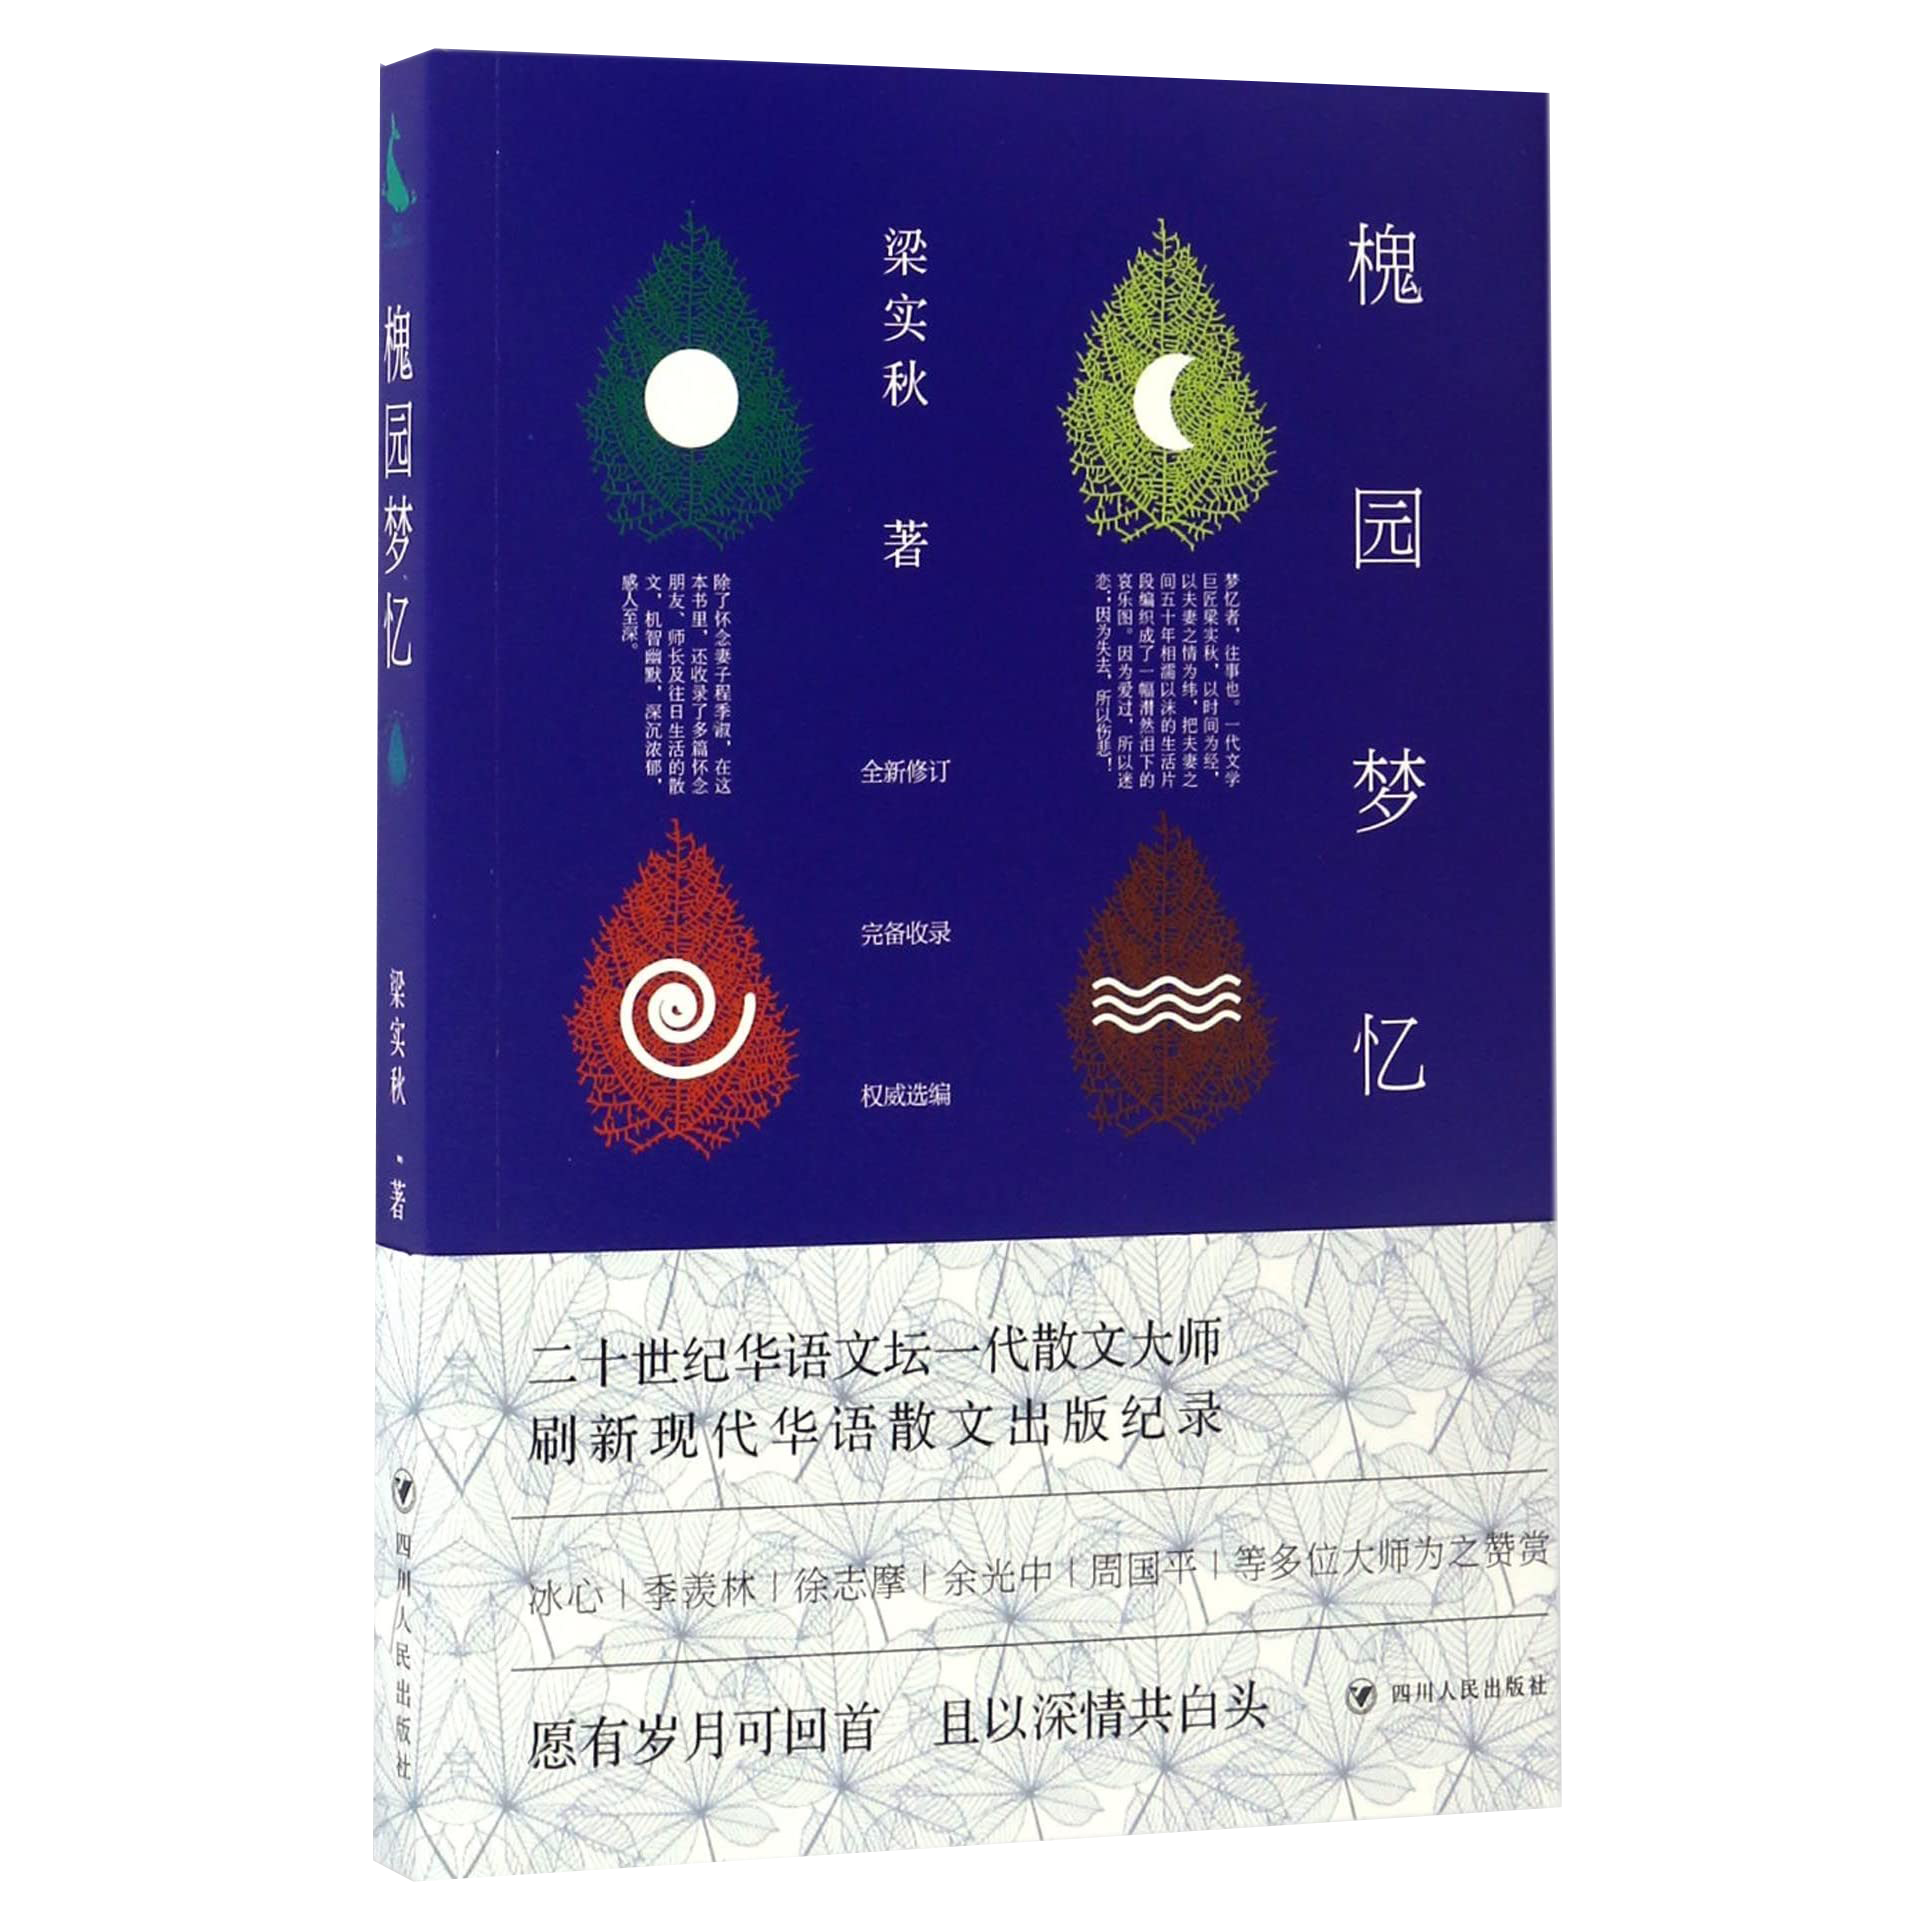 槐园梦忆
梁实秋·著
四川人民出版社
槐园梦忆
梦忆者，往事也。一代文学
巨匠梁实秋，以时间为经，
以夫妻之情为纬，把夫妻之
间五十年相濡以沫的生活片
段编织成了一幅潸然泪下的
哀乐图。因为爱过，所以迷
恋；因为失去，所以伤悲！
梁实秋 著
全新修订
完备收录
权威选编
除了怀念妻子程季淑，在这
本书里，还收录了多篇怀念
朋友、师长及往日生活的散
文，机智幽默，深沉浓郁，
感人至深。
二十世纪华语文坛一代散文大师
刷新现代华语散文出版纪录
冰心|季羡林|徐志摩|余光中|周国平|等多位大师为之赞赏
愿有岁月可回首 且以深情共白头
四川人民出版社